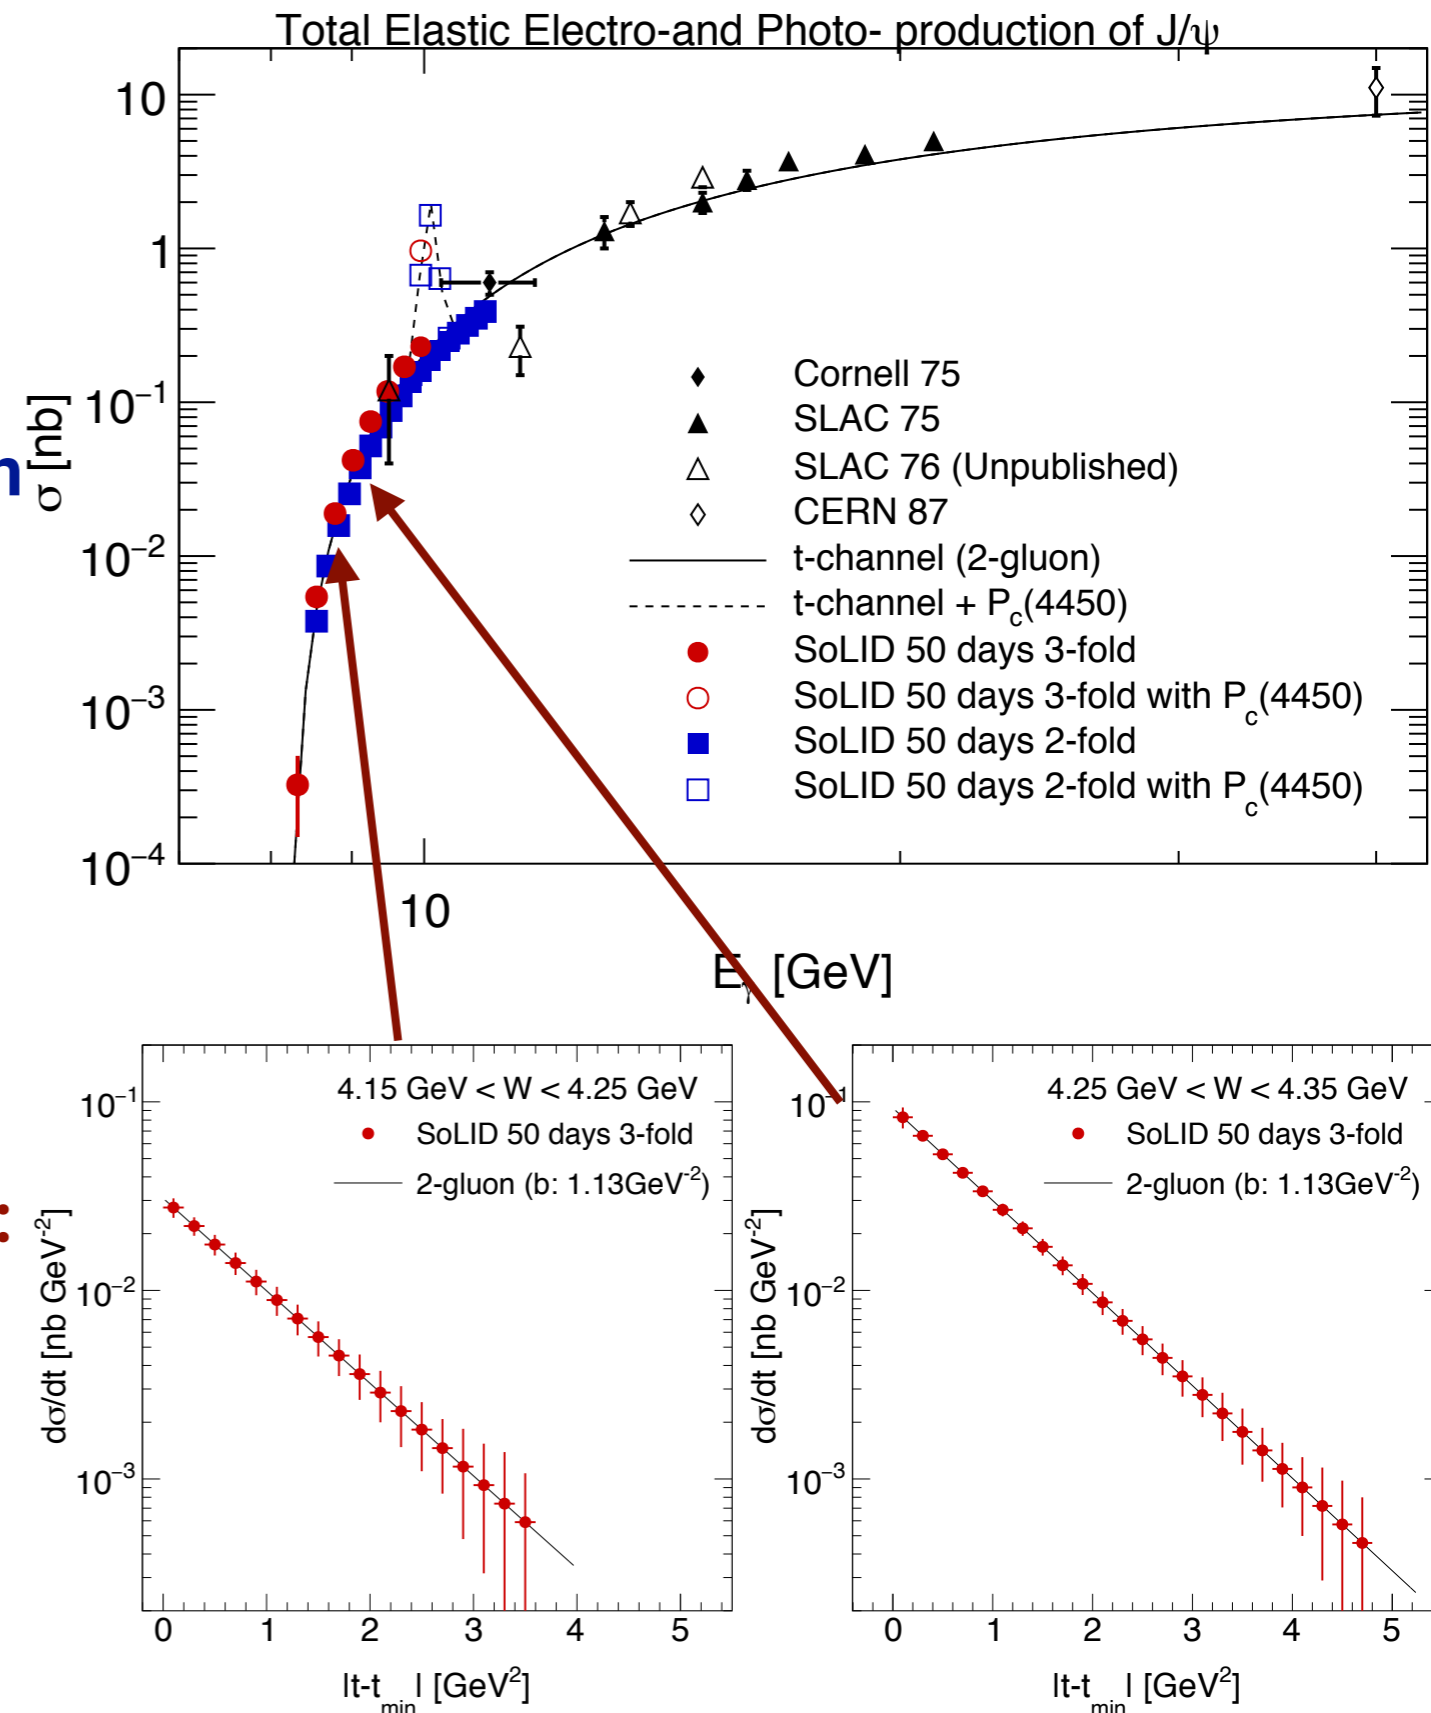 Total Elastic Electro-and Photo- production of J/ψ
10
1
10⁻¹
10⁻²
10⁻³
10⁻⁴
σ [nb]
n
Cornell 75
SLAC 75
SLAC 76 (Unpublished)
CERN 87
t-channel (2-gluon)
t-channel + P_c(4450)
SoLID 50 days 3-fold
SoLID 50 days 3-fold with P_c(4450)
SoLID 50 days 2-fold
SoLID 50 days 2-fold with P_c(4450)
10
E_γ [GeV]
:
4.15 GeV < W < 4.25 GeV
SoLID 50 days 3-fold
2-gluon (b: 1.13GeV⁻²)
10⁻¹
10⁻²
10⁻³
dσ/dt [nb GeV⁻²]
0 1 2 3 4 5
|t-t_min| [GeV²]
4.25 GeV < W < 4.35 GeV
SoLID 50 days 3-fold
2-gluon (b: 1.13GeV⁻²)
10⁻¹
10⁻²
10⁻³
dσ/dt [nb GeV⁻²]
0 1 2 3 4 5
|t-t_min| [GeV²]